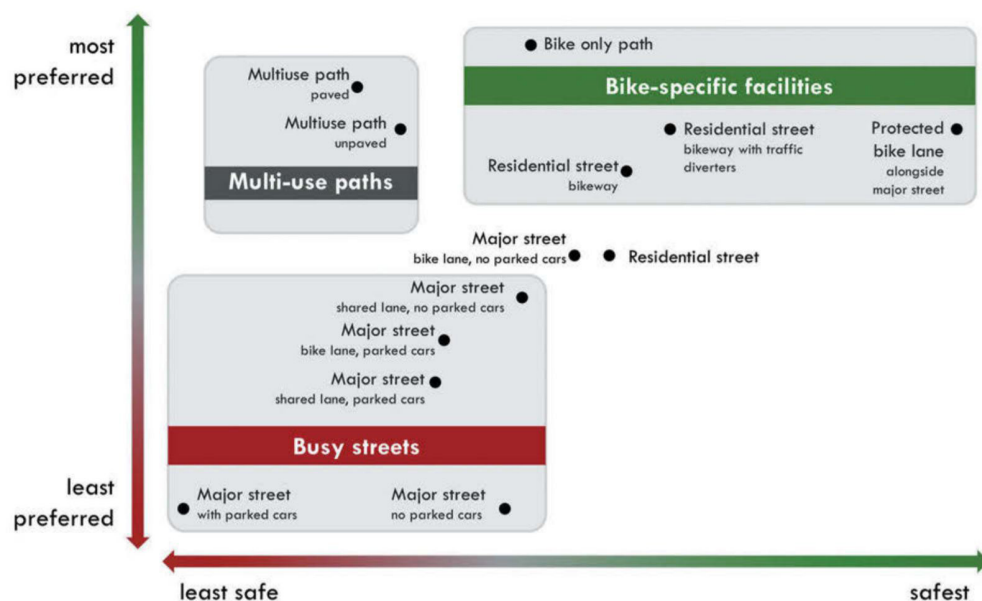 most
preferred
Bike only path
Multiuse path
paved
Multiuse path
unpaved
Multi-use paths
Bike-specific facilities
Residential street
bikeway with traffic
diverters
Residential street
bikeway
Protected
bike lane
alongside
major street
Major street
bike lane, no parked cars
Residential street
Major street
shared lane, no parked cars
Major street
bike lane, parked cars
Major street
shared lane, parked cars
Busy streets
Major street
with parked cars
Major street
no parked cars
least
preferred
least safe
safest